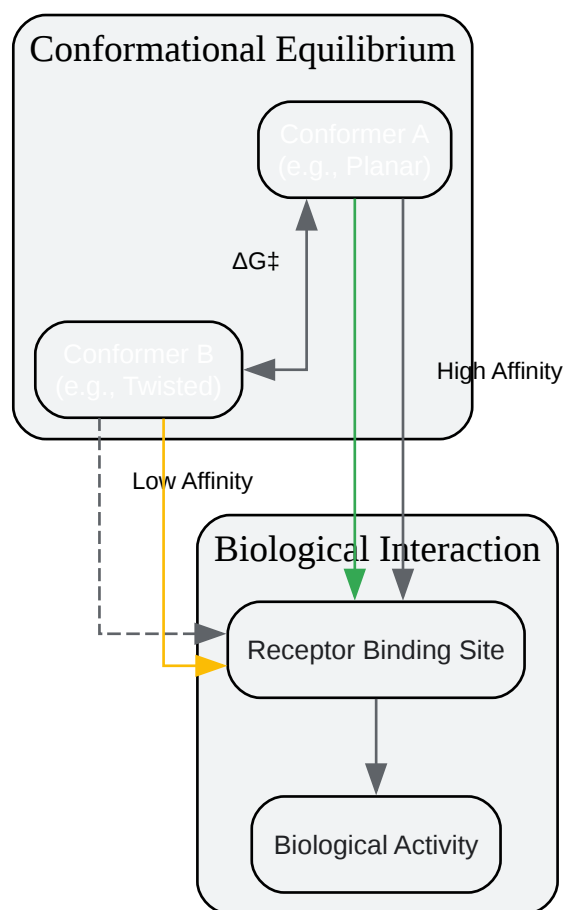 Conformational Equilibrium
Conformer A
(e.g., Planar)
ΔG‡
Conformer B
(e.g., Twisted)
High Affinity
Low Affinity
Biological Interaction
Receptor Binding Site
Biological Activity